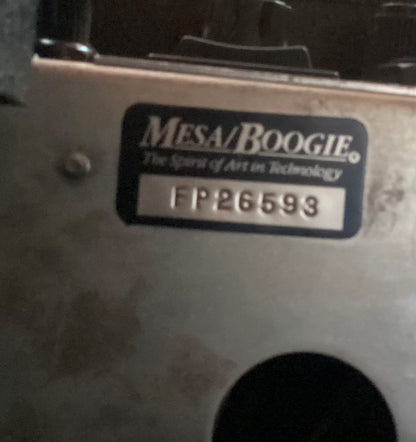 MESA/BOOGIE®
The Spirit of Art in Technology
FP26593